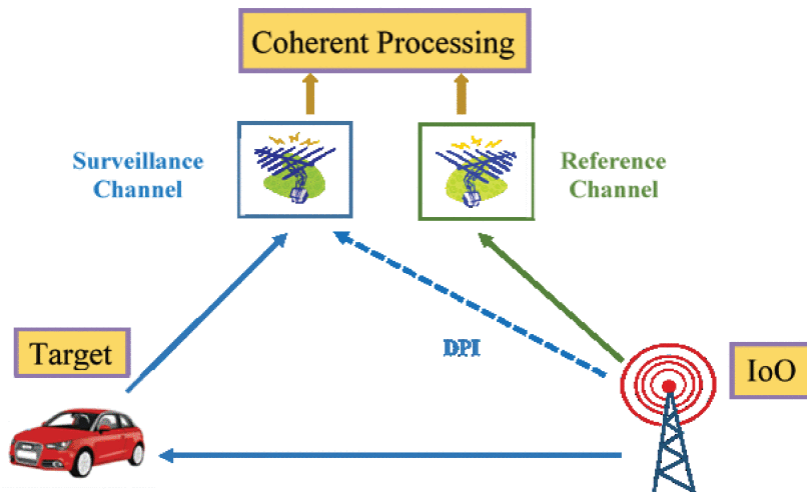 Coherent Processing
Surveillance
Channel
Reference
Channel
DPI
Target
IoO